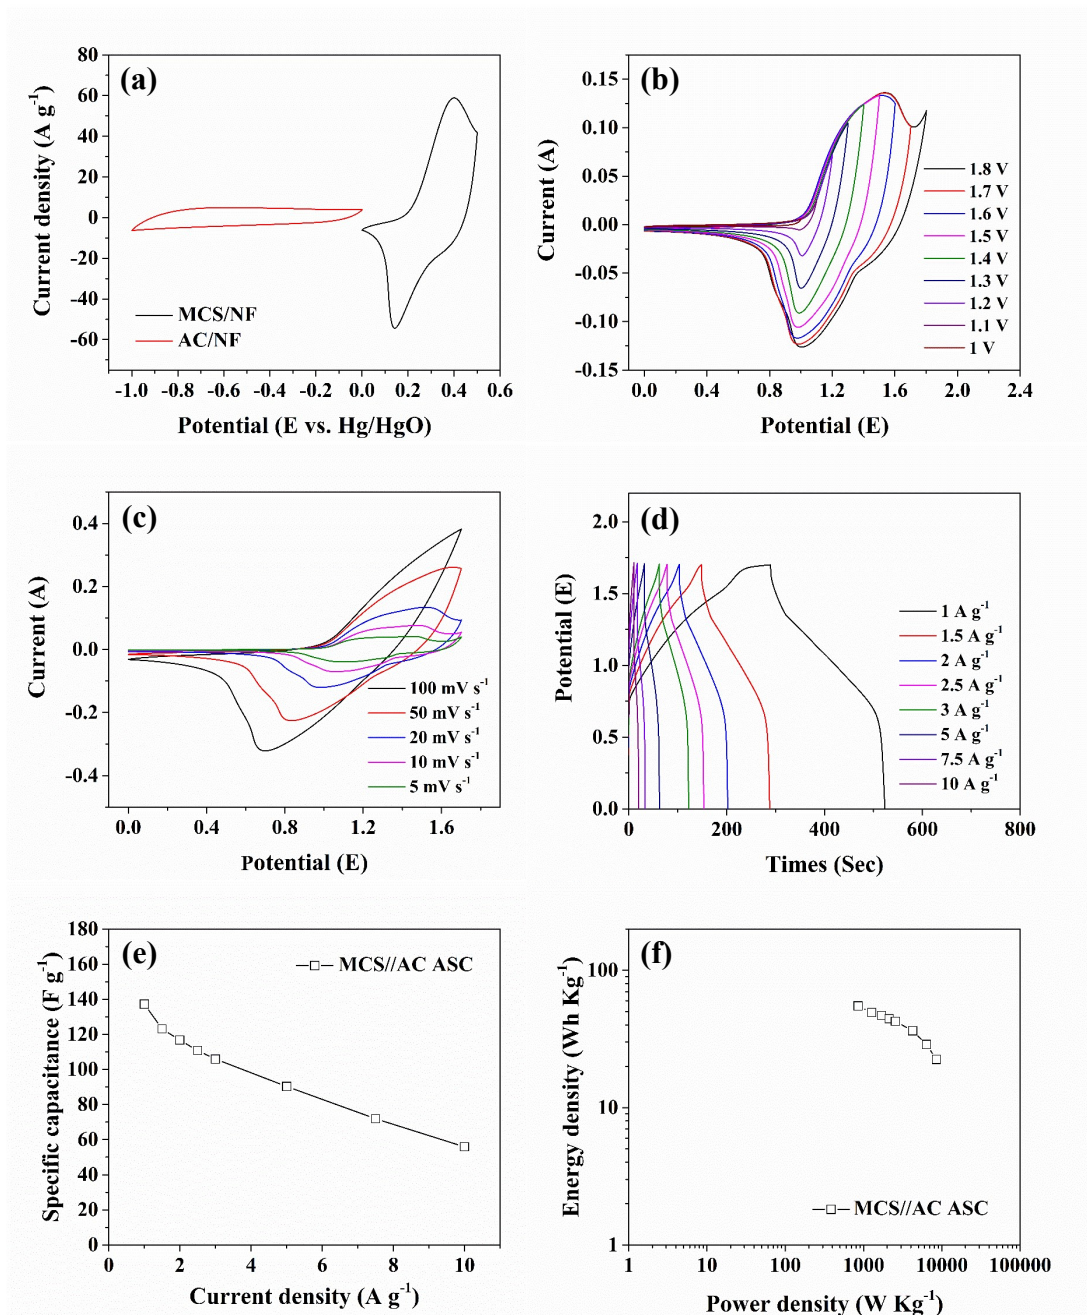 (a)
80
60
40
20
0
-20
-40
-60
Current density (A g⁻¹)
MCS/NF
AC/NF
-1.0 -0.8 -0.6 -0.4 -0.2 0.0 0.2 0.4 0.6
Potential (E vs. Hg/HgO)
(b)
0.15
0.10
0.05
0.00
-0.05
-0.10
-0.15
Current (A)
1.8 V
1.7 V
1.6 V
1.5 V
1.4 V
1.3 V
1.2 V
1.1 V
1 V
0.0 0.4 0.8 1.2 1.6 2.0 2.4
Potential (E)
(c)
0.4
0.2
0.0
-0.2
-0.4
Current (A)
100 mV s⁻¹
50 mV s⁻¹
20 mV s⁻¹
10 mV s⁻¹
5 mV s⁻¹
0.0 0.4 0.8 1.2 1.6
Potential (E)
(d)
2.0
1.5
1.0
0.5
0.0
Potential (E)
1 A g⁻¹
1.5 A g⁻¹
2 A g⁻¹
2.5 A g⁻¹
3 A g⁻¹
5 A g⁻¹
7.5 A g⁻¹
10 A g⁻¹
0 200 400 600 800
Times (Sec)
(e)
180
160
140
120
100
80
60
40
20
0
Specific capacitance (F g⁻¹)
MCS//AC ASC
0 2 4 6 8 10
Current density (A g⁻¹)
(f)
100
10
1
Energy density (Wh Kg⁻¹)
MCS//AC ASC
1 10 100 1000 10000 100000
Power density (W Kg⁻¹)